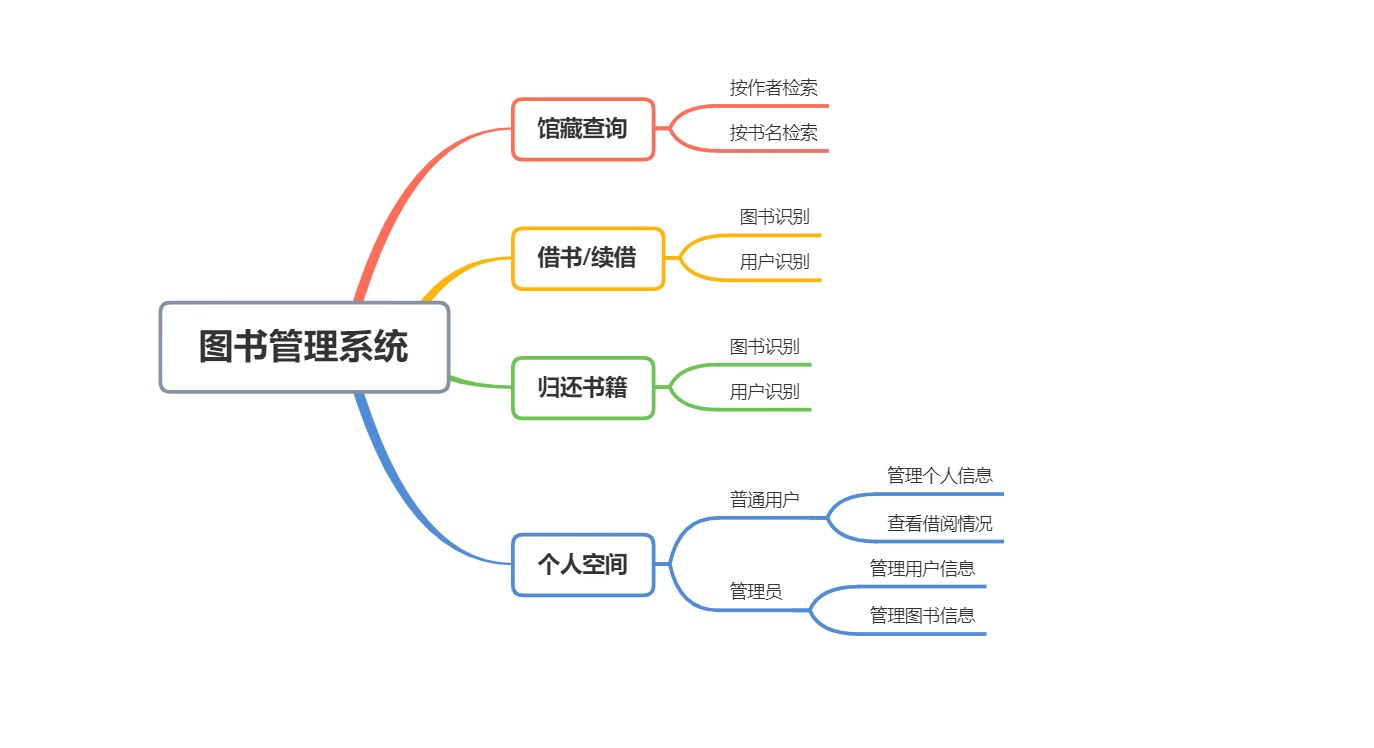 图书管理系统
馆藏查询
按作者检索
按书名检索
借书/续借
图书识别
用户识别
归还书籍
图书识别
用户识别
个人空间
普通用户
管理个人信息
查看借阅情况
管理员
管理用户信息
管理图书信息